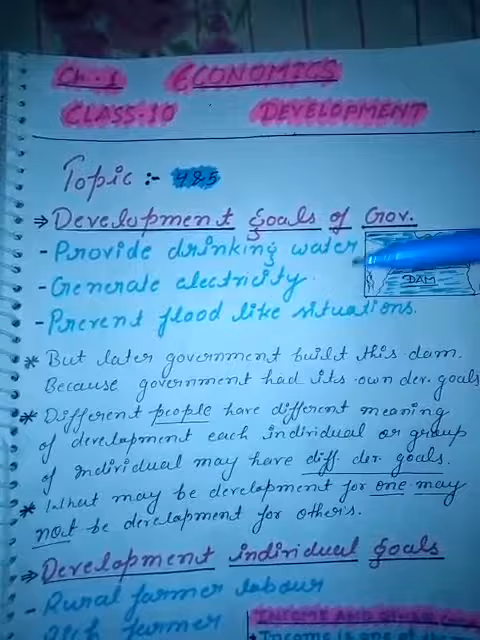 Ch.1 ECONOMICS
CLASS:10 DEVELOPMENT
Topic :- 4&5
⇒ Development goals of Gov.
- Provide drinking water
- Generate electricity
DAM
- Prevent flood like situations.
* But later government built this dam.
Because government had its own dev. goals
* Different people have different meaning
of development each individual or group
of individual may have diff. dev. goals.
* What may be development for one may
not be development for others.
⇒ Development individual goals
- Rural farmer labour
- Rich farmer
INCOME AND